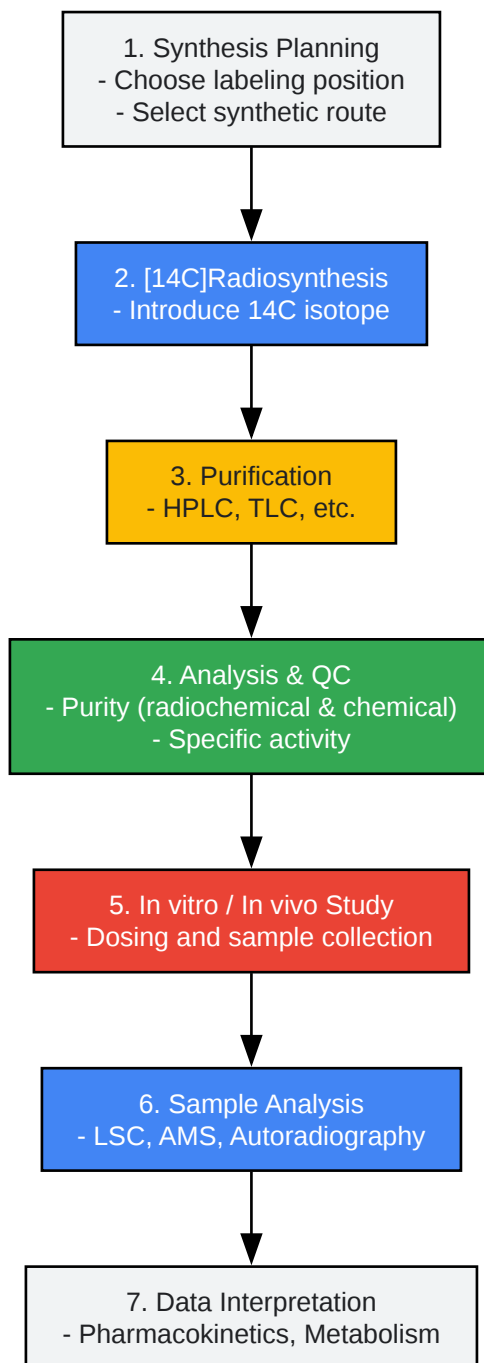 1. Synthesis Planning
- Choose labeling position
- Select synthetic route
2. [14C]Radiosynthesis
- Introduce 14C isotope
3. Purification
- HPLC, TLC, etc.
4. Analysis & QC
- Purity (radiochemical & chemical)
- Specific activity
5. In vitro / In vivo Study
- Dosing and sample collection
6. Sample Analysis
- LSC, AMS, Autoradiography
7. Data Interpretation
- Pharmacokinetics, Metabolism